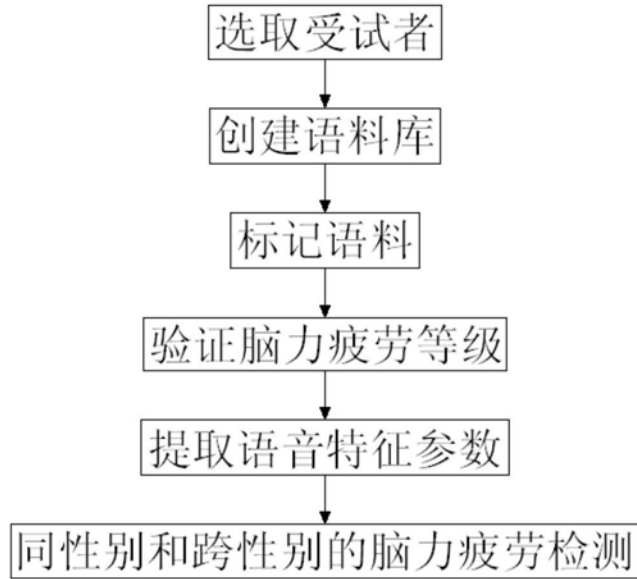 选取受试者
创建语料库
标记语料
验证脑力疲劳等级
提取语音特征参数
同性别和跨性别的脑力疲劳检测